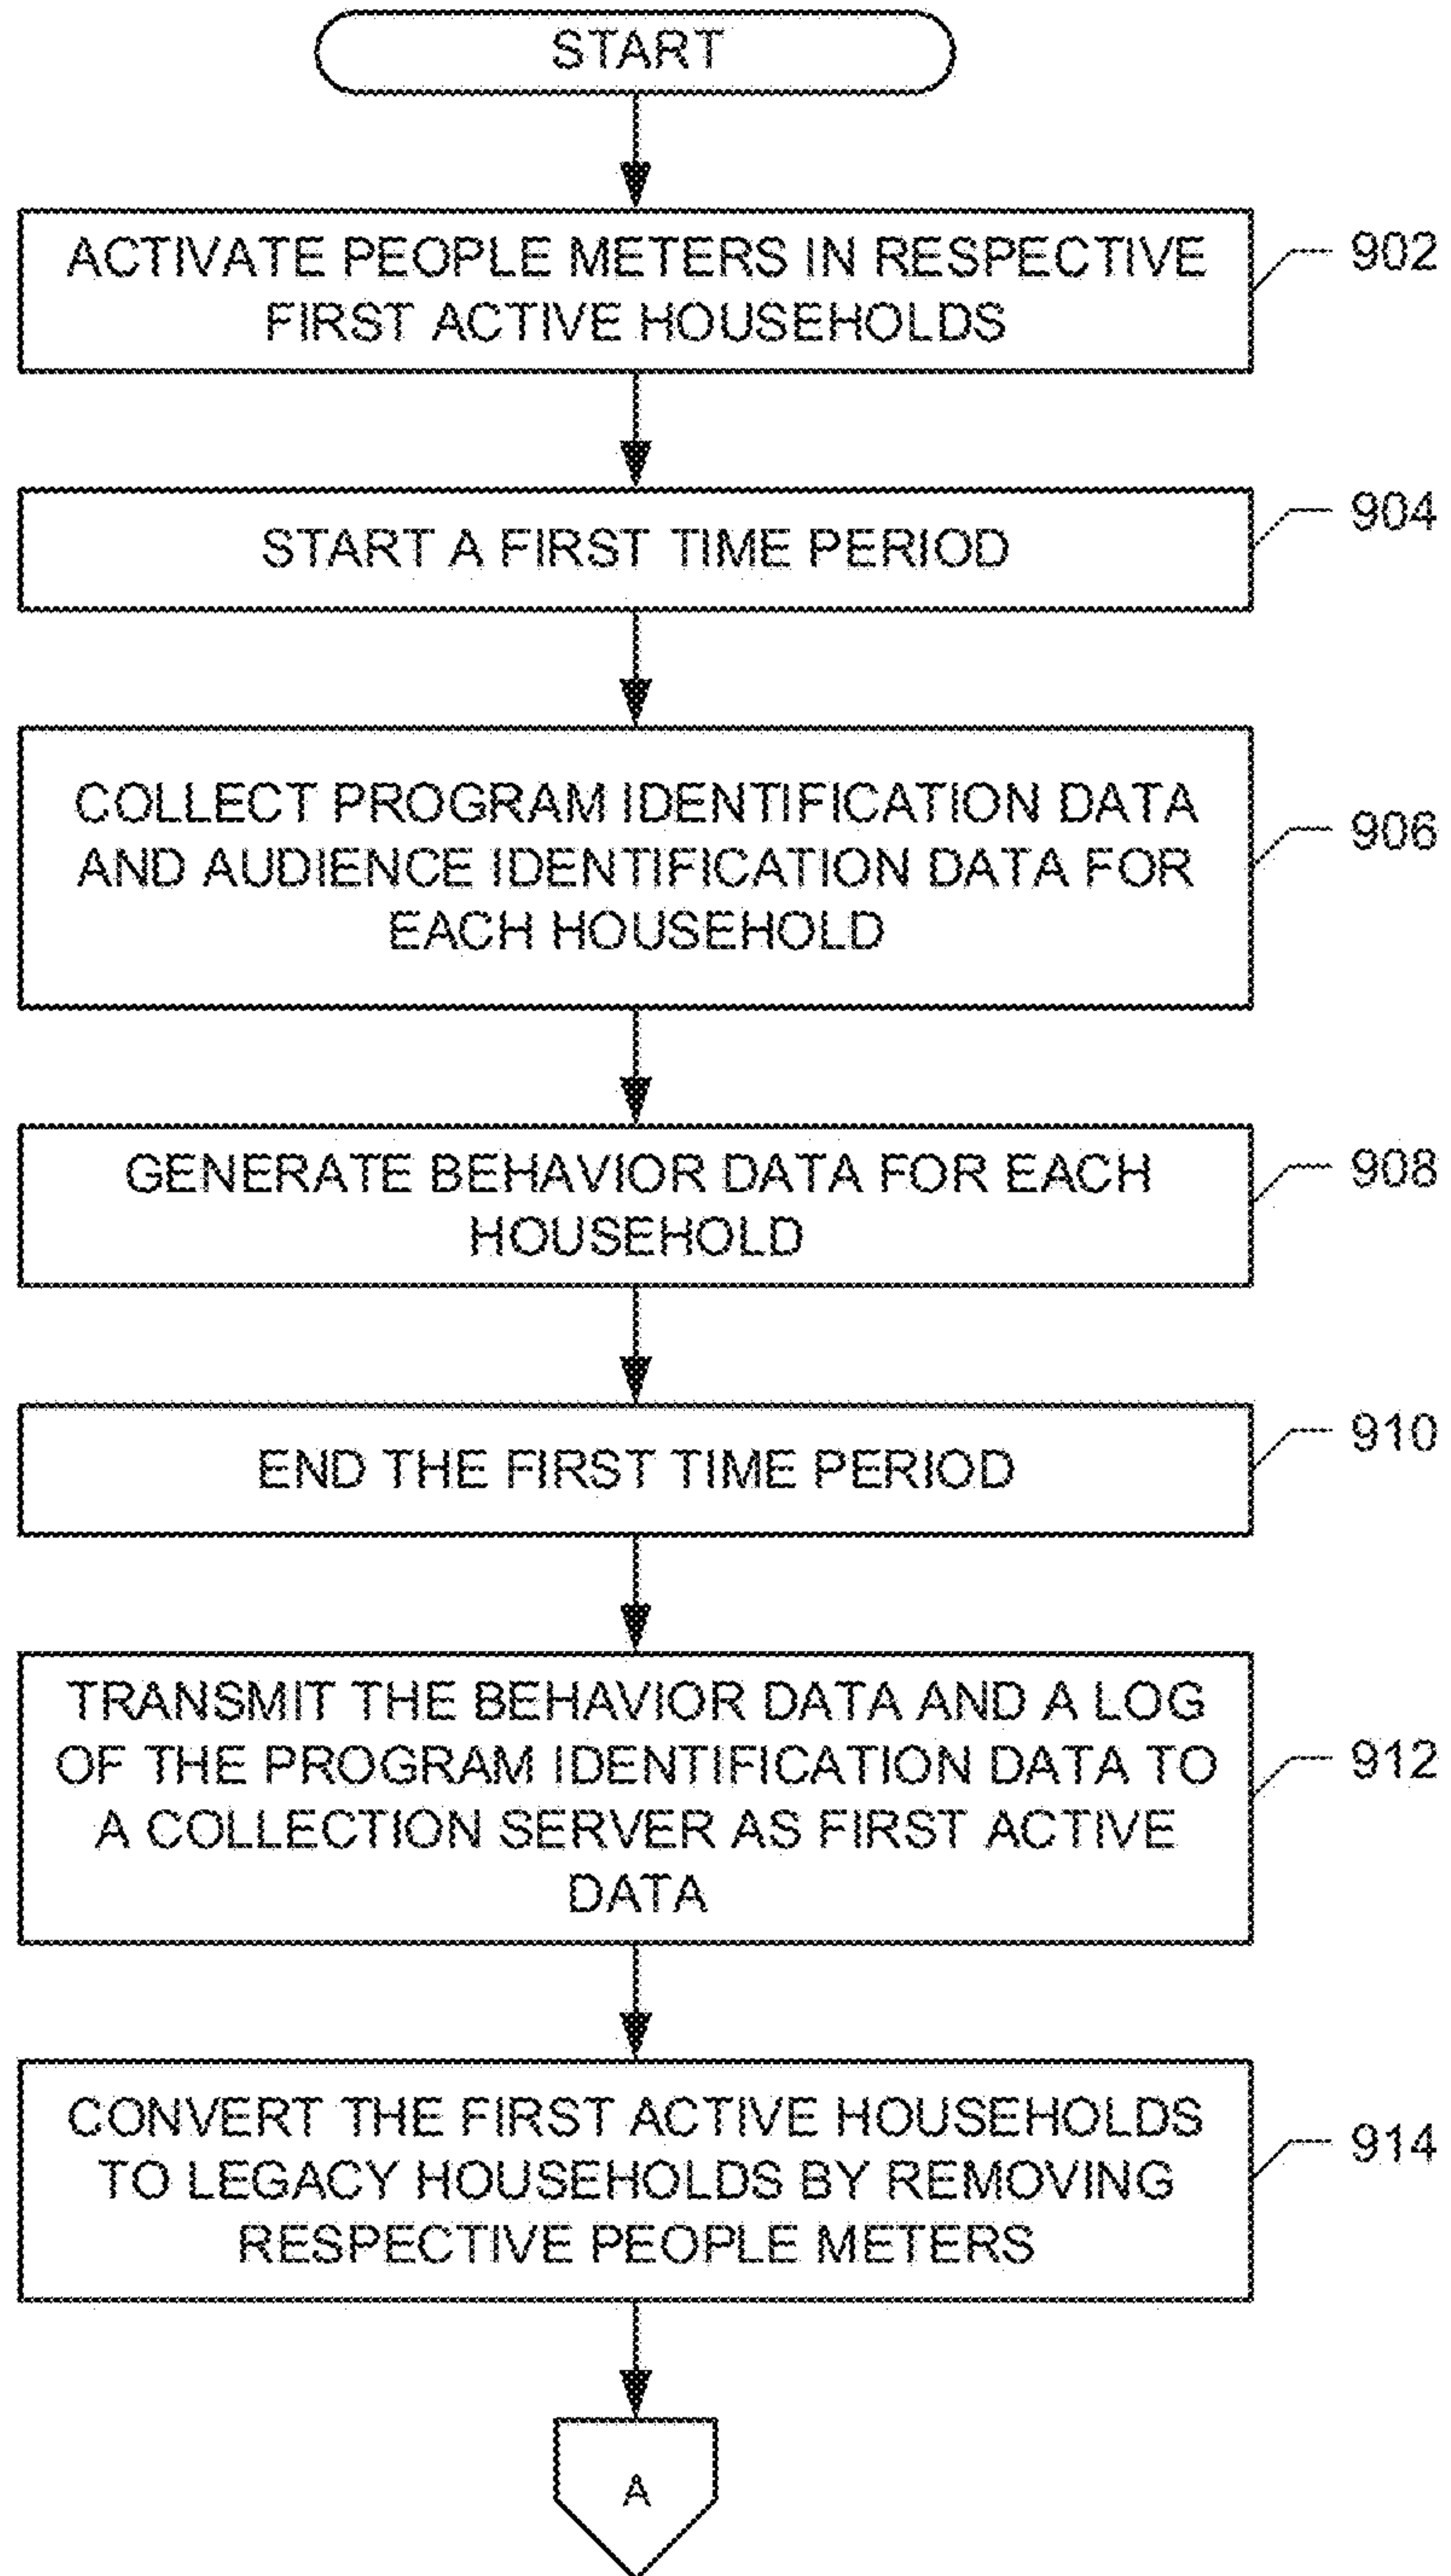 START
ACTIVATE PEOPLE METERS IN RESPECTIVE
FIRST ACTIVE HOUSEHOLDS
902
START A FIRST TIME PERIOD
904
COLLECT PROGRAM IDENTIFICATION DATA
AND AUDIENCE IDENTIFICATION DATA FOR
EACH HOUSEHOLD
906
GENERATE BEHAVIOR DATA FOR EACH
HOUSEHOLD
908
END THE FIRST TIME PERIOD
910
TRANSMIT THE BEHAVIOR DATA AND A LOG
OF THE PROGRAM IDENTIFICATION DATA TO
A COLLECTION SERVER AS FIRST ACTIVE
DATA
912
CONVERT THE FIRST ACTIVE HOUSEHOLDS
TO LEGACY HOUSEHOLDS BY REMOVING
RESPECTIVE PEOPLE METERS
914
A